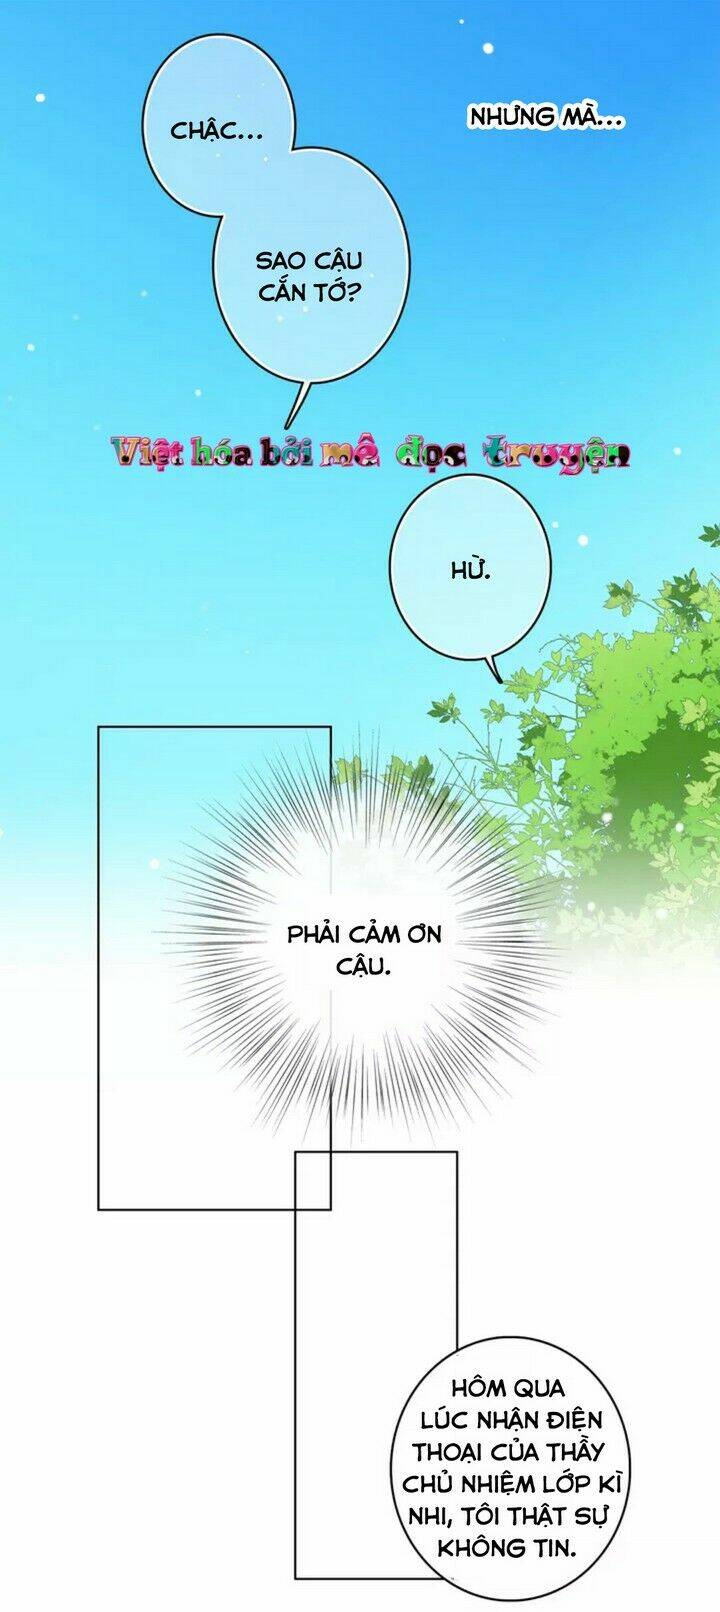 NHƯNG MÀ...
CHẬC...
SAO CẬU
CẮN TỚ?
Việt hóa bởi mê đọc truyện
HỪ.
PHẢI CẢM ƠN
CẬU.
HÔM QUA
LÚC NHẬN ĐIỆN
THOẠI CỦA THẦY
CHỦ NHIỆM LỚP KÌ
NHI, TÔI THẬT SỰ
KHÔNG TIN.